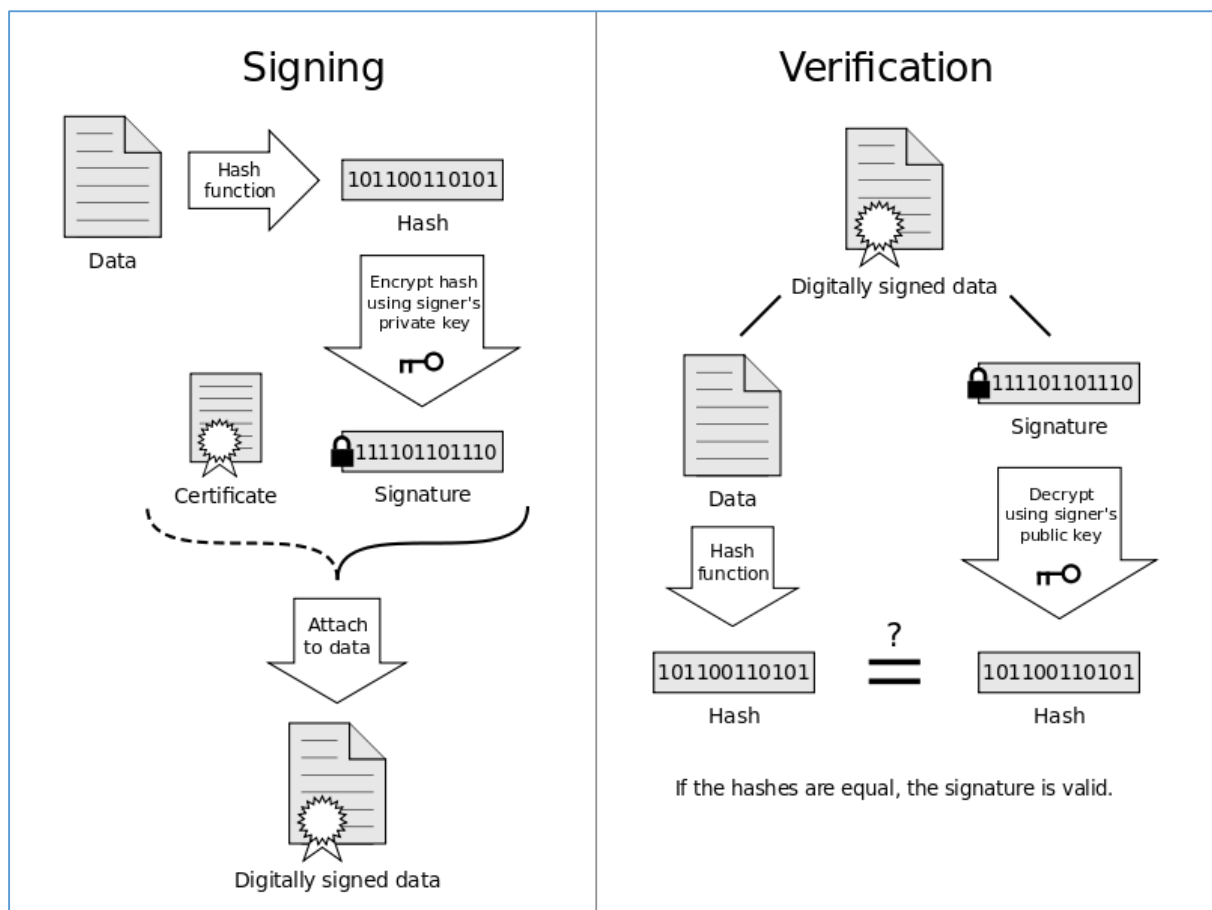 Signing
Data
Hash
function
101100110101
Hash
Encrypt hash
using signer's
private key
Certificate
111101101110
Signature
Attach
to data
Digitally signed data
Verification
Digitally signed data
Data
111101101110
Signature
Hash
function
Decrypt
using signer's
public key
101100110101
Hash
?
=
101100110101
Hash
If the hashes are equal, the signature is valid.